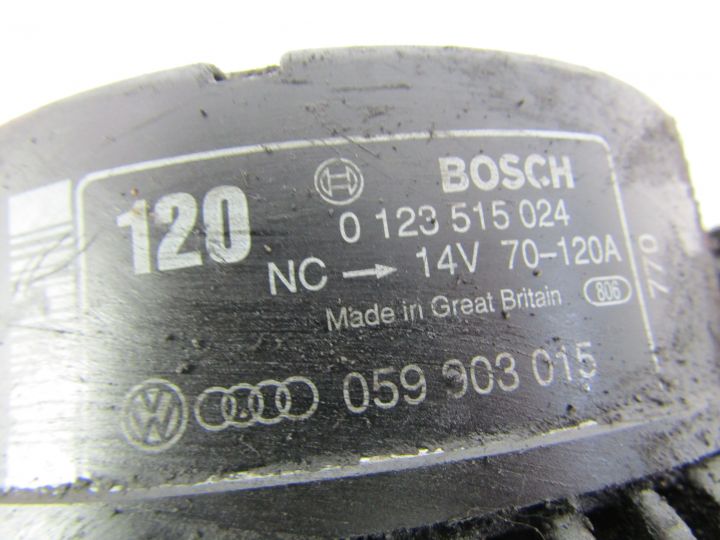 120
BOSCH
0 123 515 024
NC → 14V 70-120A
Made in Great Britain 806
770
059 903 015